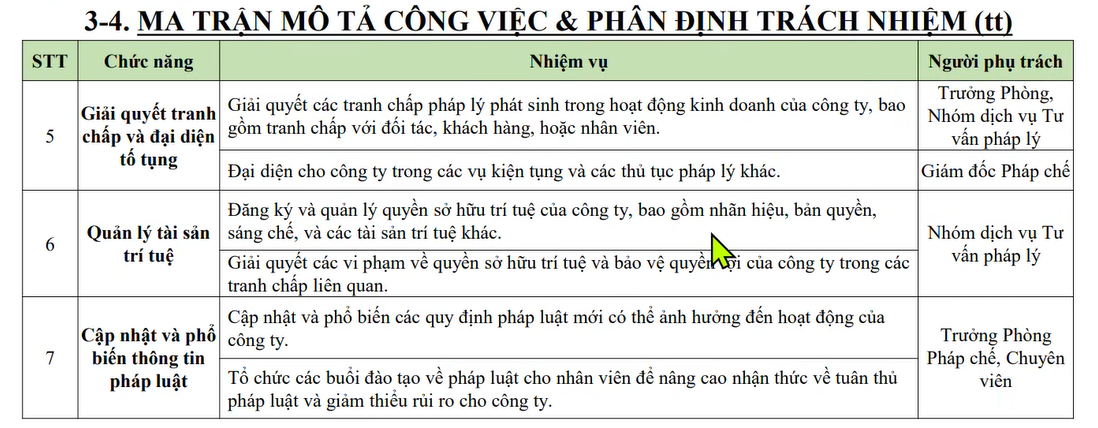 3-4. MA TRẬN MÔ TẢ CÔNG VIỆC & PHÂN ĐỊNH TRÁCH NHIỆM (tt)
STT
Chức năng
Nhiệm vụ
Người phụ trách
5
Giải quyết tranh
chấp và đại diện
tố tụng
Giải quyết các tranh chấp pháp lý phát sinh trong hoạt động kinh doanh của công ty, bao
gồm tranh chấp với đối tác, khách hàng, hoặc nhân viên.
Trưởng Phòng,
Nhóm dịch vụ Tư
vấn pháp lý
Đại diện cho công ty trong các vụ kiện tụng và các thủ tục pháp lý khác.
Giám đốc Pháp chế
6
Quản lý tài sản
trí tuệ
Đăng ký và quản lý quyền sở hữu trí tuệ của công ty, bao gồm nhãn hiệu, bản quyền,
sáng chế, và các tài sản trí tuệ khác.
Giải quyết các vi phạm về quyền sở hữu trí tuệ và bảo vệ quyền lợi của công ty trong các
tranh chấp liên quan.
Nhóm dịch vụ Tư
vấn pháp lý
7
Cập nhật và phổ
biến thông tin
pháp luật
Cập nhật và phổ biến các quy định pháp luật mới có thể ảnh hưởng đến hoạt động của
công ty.
Tổ chức các buổi đào tạo về pháp luật cho nhân viên để nâng cao nhận thức về tuân thủ
pháp luật và giảm thiểu rủi ro cho công ty.
Trưởng Phòng
Pháp chế, Chuyên
viên